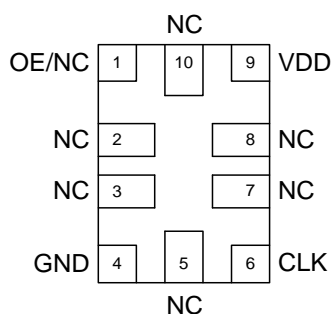 NC
OE/NC 1 10 9 VDD
NC 2 8 NC
NC 3 7 NC
GND 4 5 6 CLK
NC